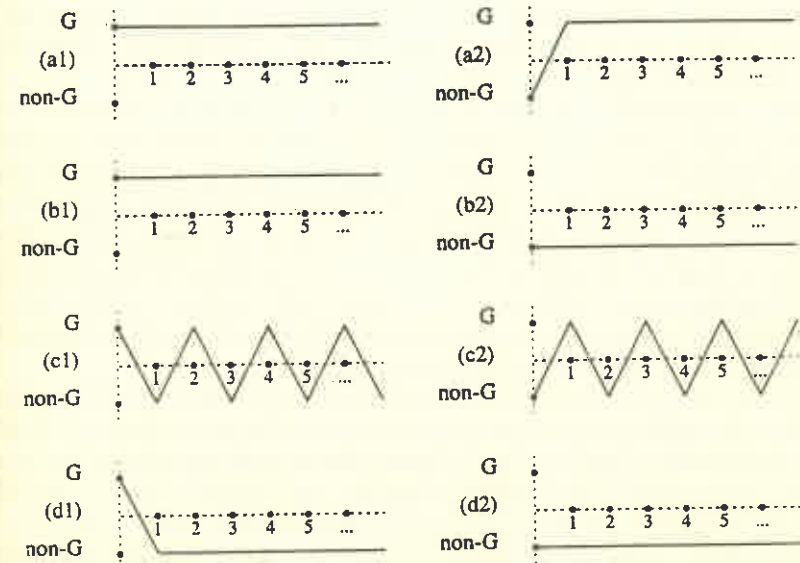 G
(a1)
1 2 3 4 5 ...
non-G
G
(a2)
1 2 3 4 5 ...
non-G
G
(b1)
1 2 3 4 5 ...
non-G
G
(b2)
1 2 3 4 5 ...
non-G
G
(c1)
1 2 3 4 5 ...
non-G
G
(c2)
1 2 3 4 5 ...
non-G
G
(d1)
1 2 3 4 5 ...
non-G
G
(d2)
1 2 3 4 5 ...
non-G